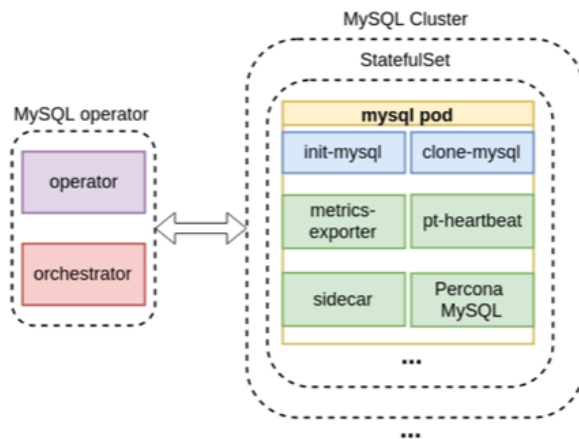 MySQL Cluster
StatefulSet
MySQL operator
operator
orchestrator
mysql pod
init-mysql
clone-mysql
metrics-
exporter
pt-heartbeat
sidecar
Percona
MySQL
...
...